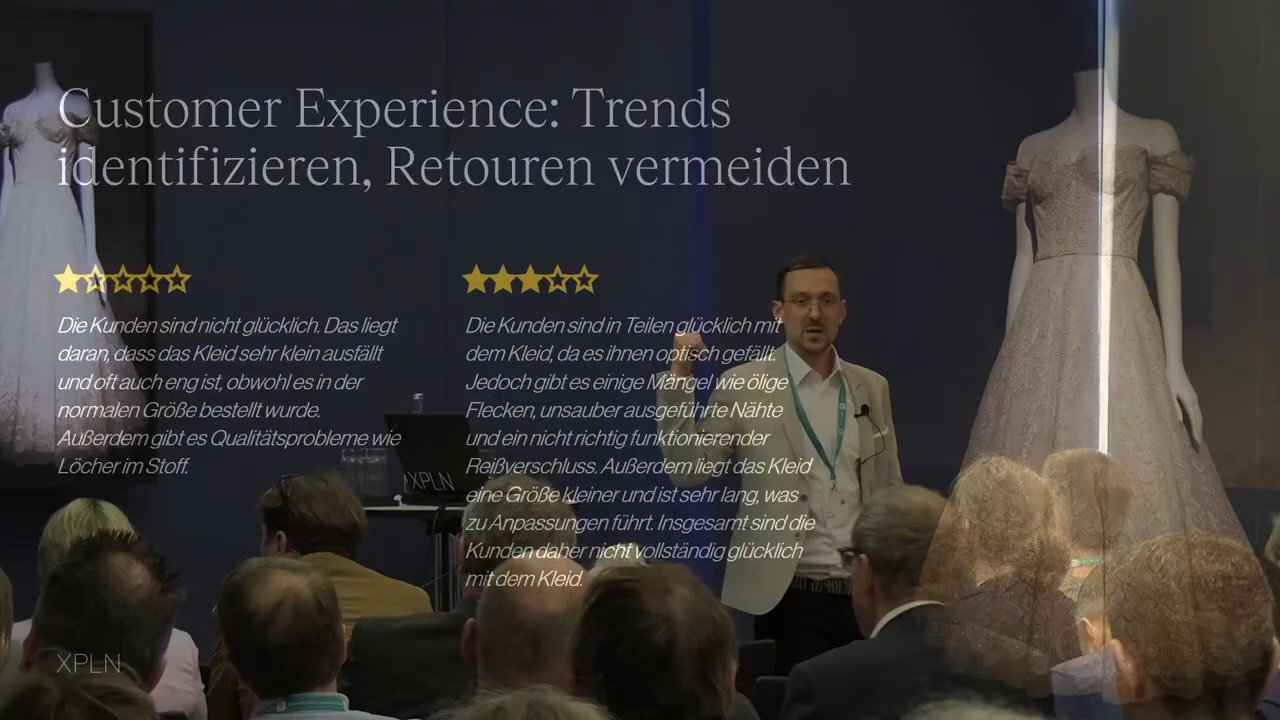 Customer Experience: Trends
identifizieren, Retouren vermeiden
Die Kunden sind nicht glücklich. Das liegt
daran, dass das Kleid sehr klein ausfällt
und oft auch eng ist, obwohl es in der
normalen Größe bestellt wurde.
Außerdem gibt es Qualitätsprobleme wie
Löcher im Stoff.
Die Kunden sind in Teilen glücklich mit
dem Kleid, da es ihnen optisch gefällt.
Jedoch gibt es einige Mängel wie ölige
Flecken, unsauber ausgeführte Nähte
und ein nicht richtig funktionierender
Reißverschluss. Außerdem liegt das Kleid
eine Größe kleiner und ist sehr lang, was
zu Anpassungen führt. Insgesamt sind die
Kunden daher nicht vollständig glücklich
mit dem Kleid.
XPLN
XPLN